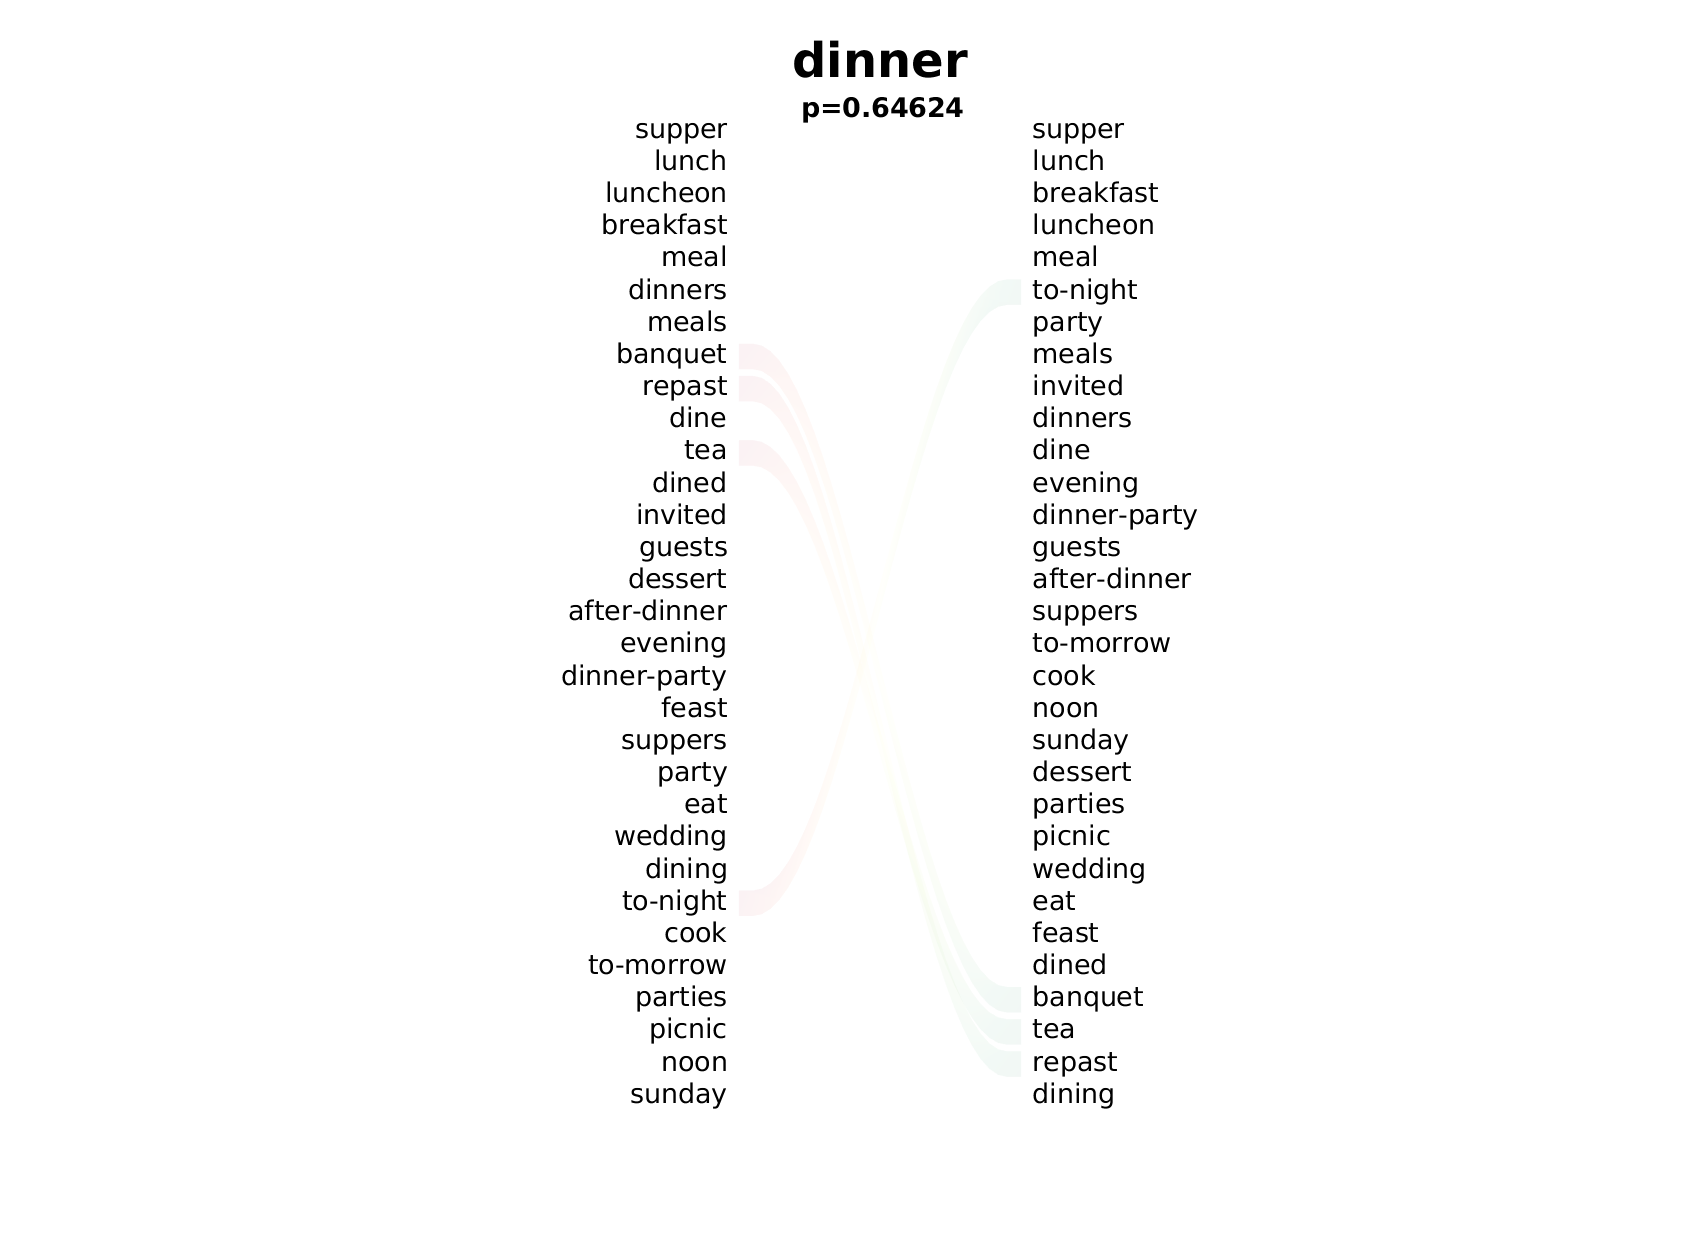 dinner
p=0.64624
supper supper
lunch lunch
luncheon breakfast
breakfast luncheon
meal meal
dinners to-night
meals party
banquet meals
repast invited
dine dinners
tea dine
dined evening
invited dinner-party
guests guests
dessert after-dinner
after-dinner suppers
evening to-morrow
dinner-party cook
feast noon
suppers sunday
party dessert
eat parties
wedding picnic
dining wedding
to-night eat
cook feast
to-morrow dined
parties banquet
picnic tea
noon repast
sunday dining